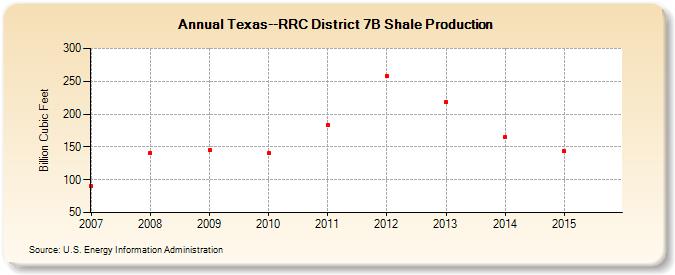 Annual Texas--RRC District 7B Shale Production
Billion Cubic Feet
300
250
200
150
100
50
2007 2008 2009 2010 2011 2012 2013 2014 2015
Source: U.S. Energy Information Administration